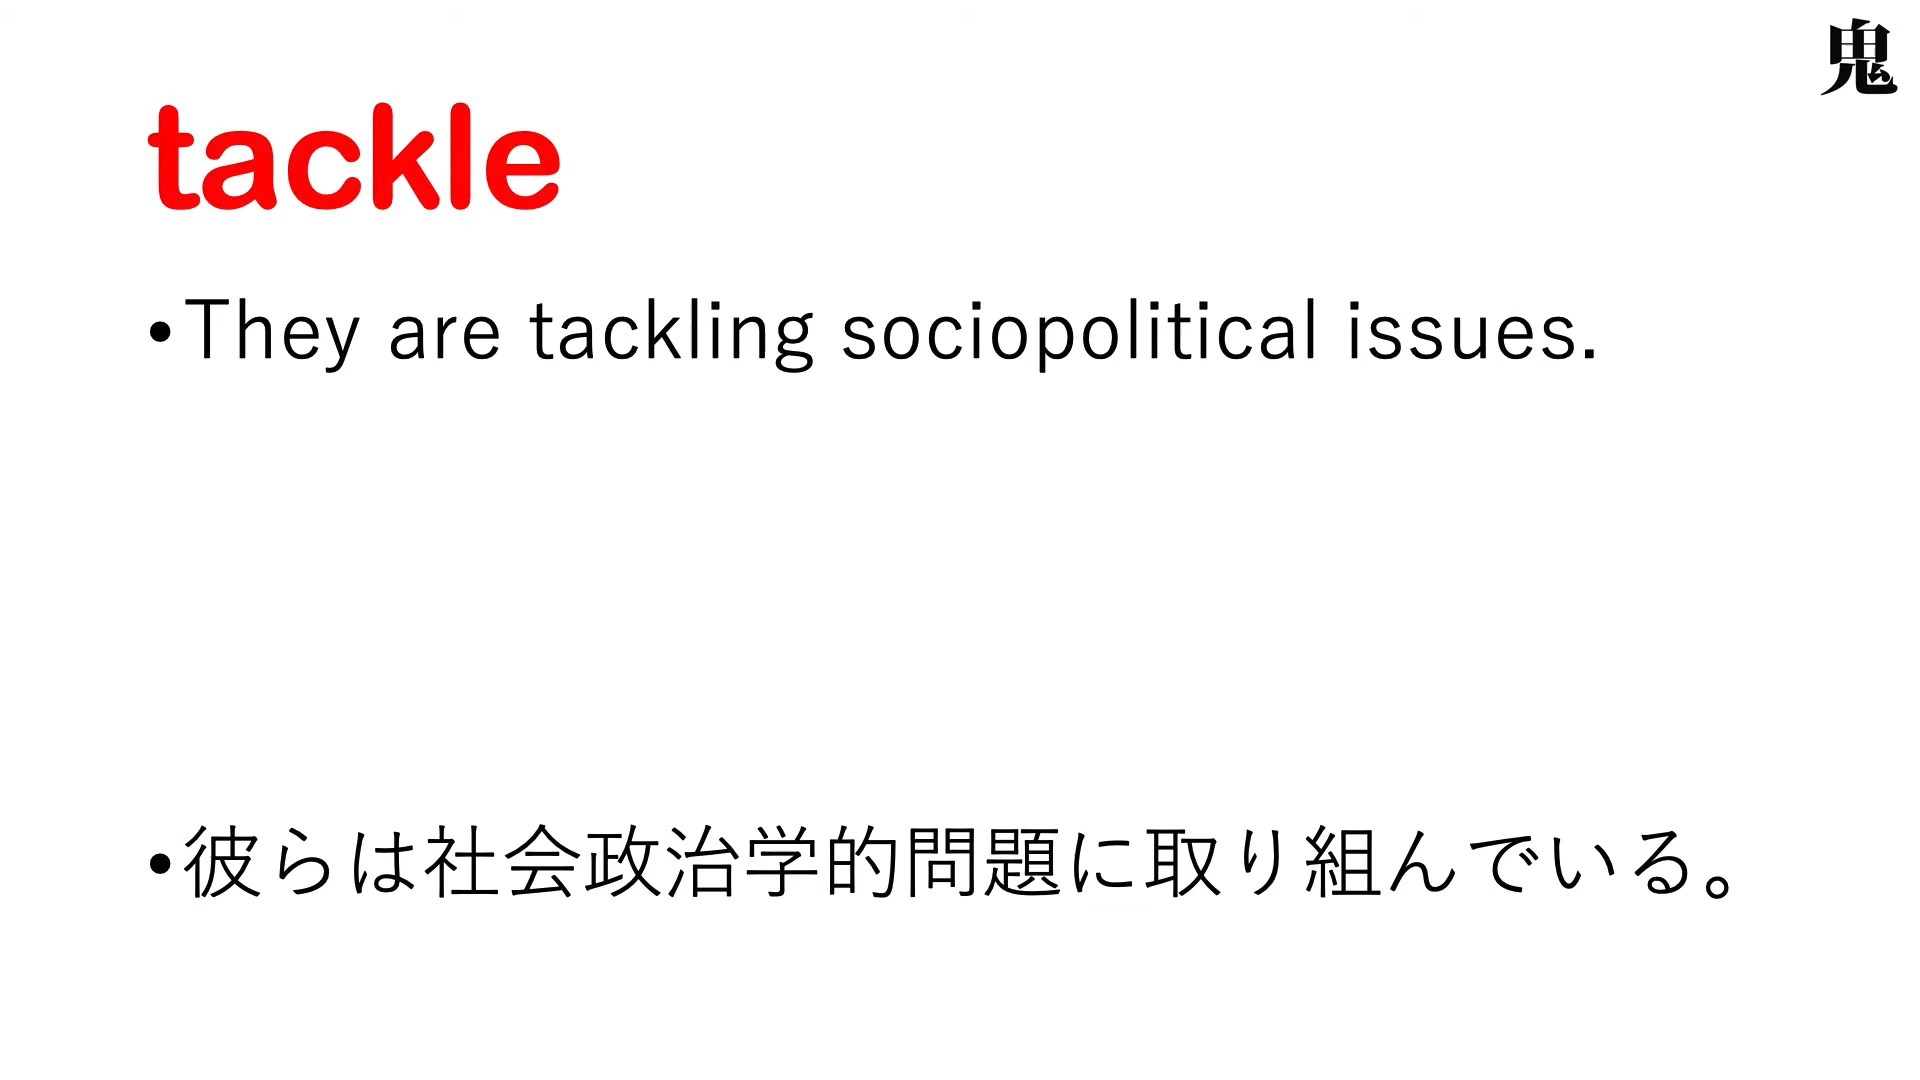 鬼
tackle
•They are tackling sociopolitical issues.
•彼らは社会政治学的問題に取り組んでいる。